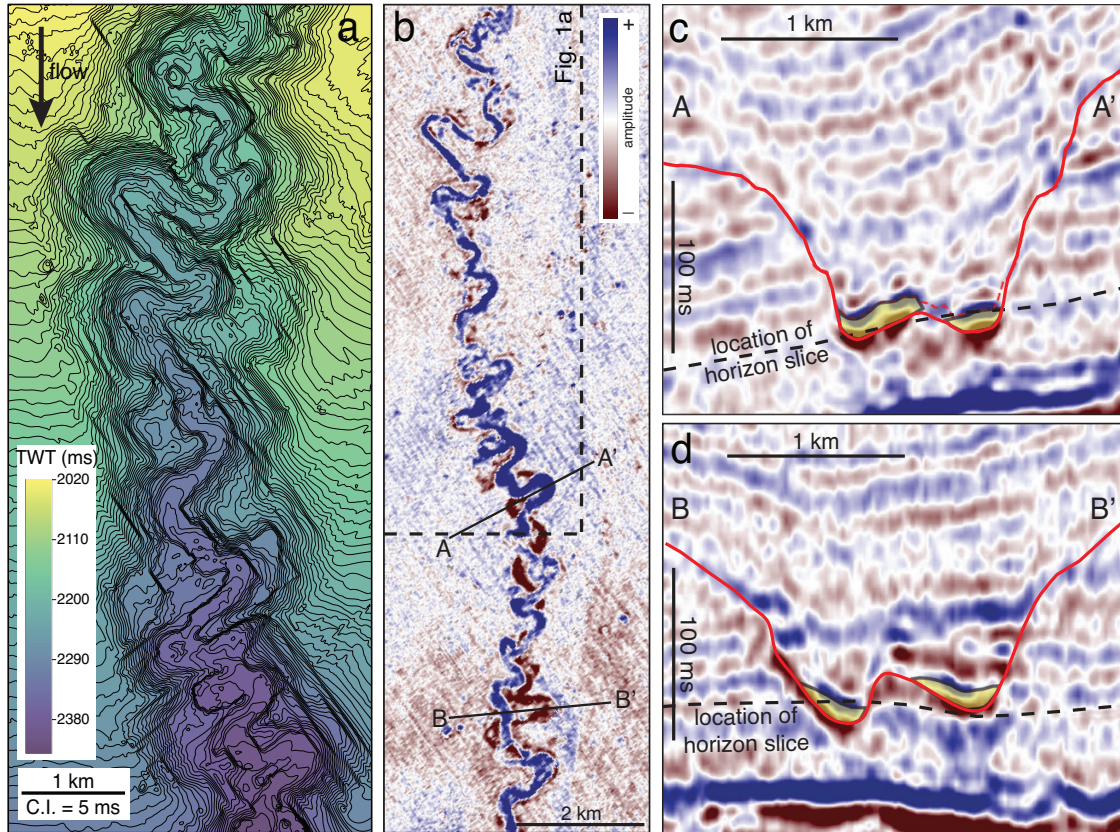 a
flow
TWT (ms)
-2020
-2110
-2200
-2290
-2380
1 km
C.I. = 5 ms
b
Fig. 1a
+
amplitude
–
A'
A
B
B'
2 km
c
1 km
A
A'
100 ms
location of
horizon slice
d
1 km
B
B'
100 ms
location of
horizon slice